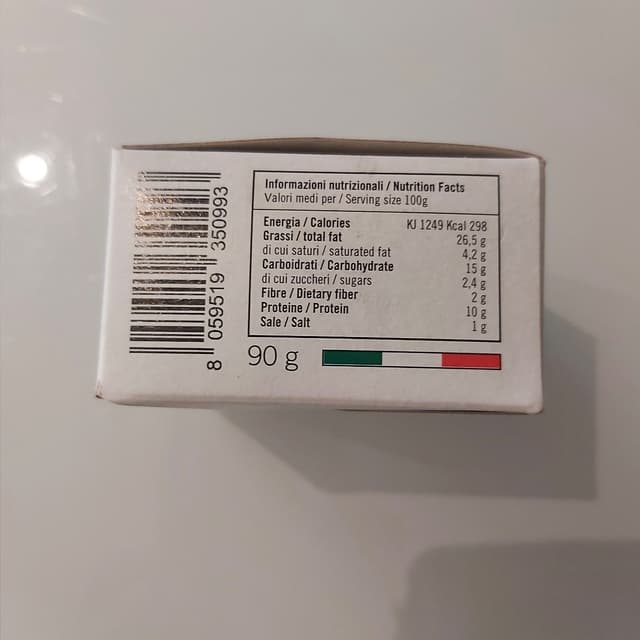 Informazioni nutrizionali / Nutrition Facts
Valori medi per / Serving size 100g
Energia / Calories KJ 1249 Kcal 298
Grassi / total fat 26,5 g
di cui saturi / saturated fat 4,2 g
Carboidrati / Carbohydrate 15 g
di cui zuccheri / sugars 2,4 g
Fibre / Dietary fiber 2 g
Proteine / Protein 10 g
Sale / Salt 1 g
90 g
8 059519 350993